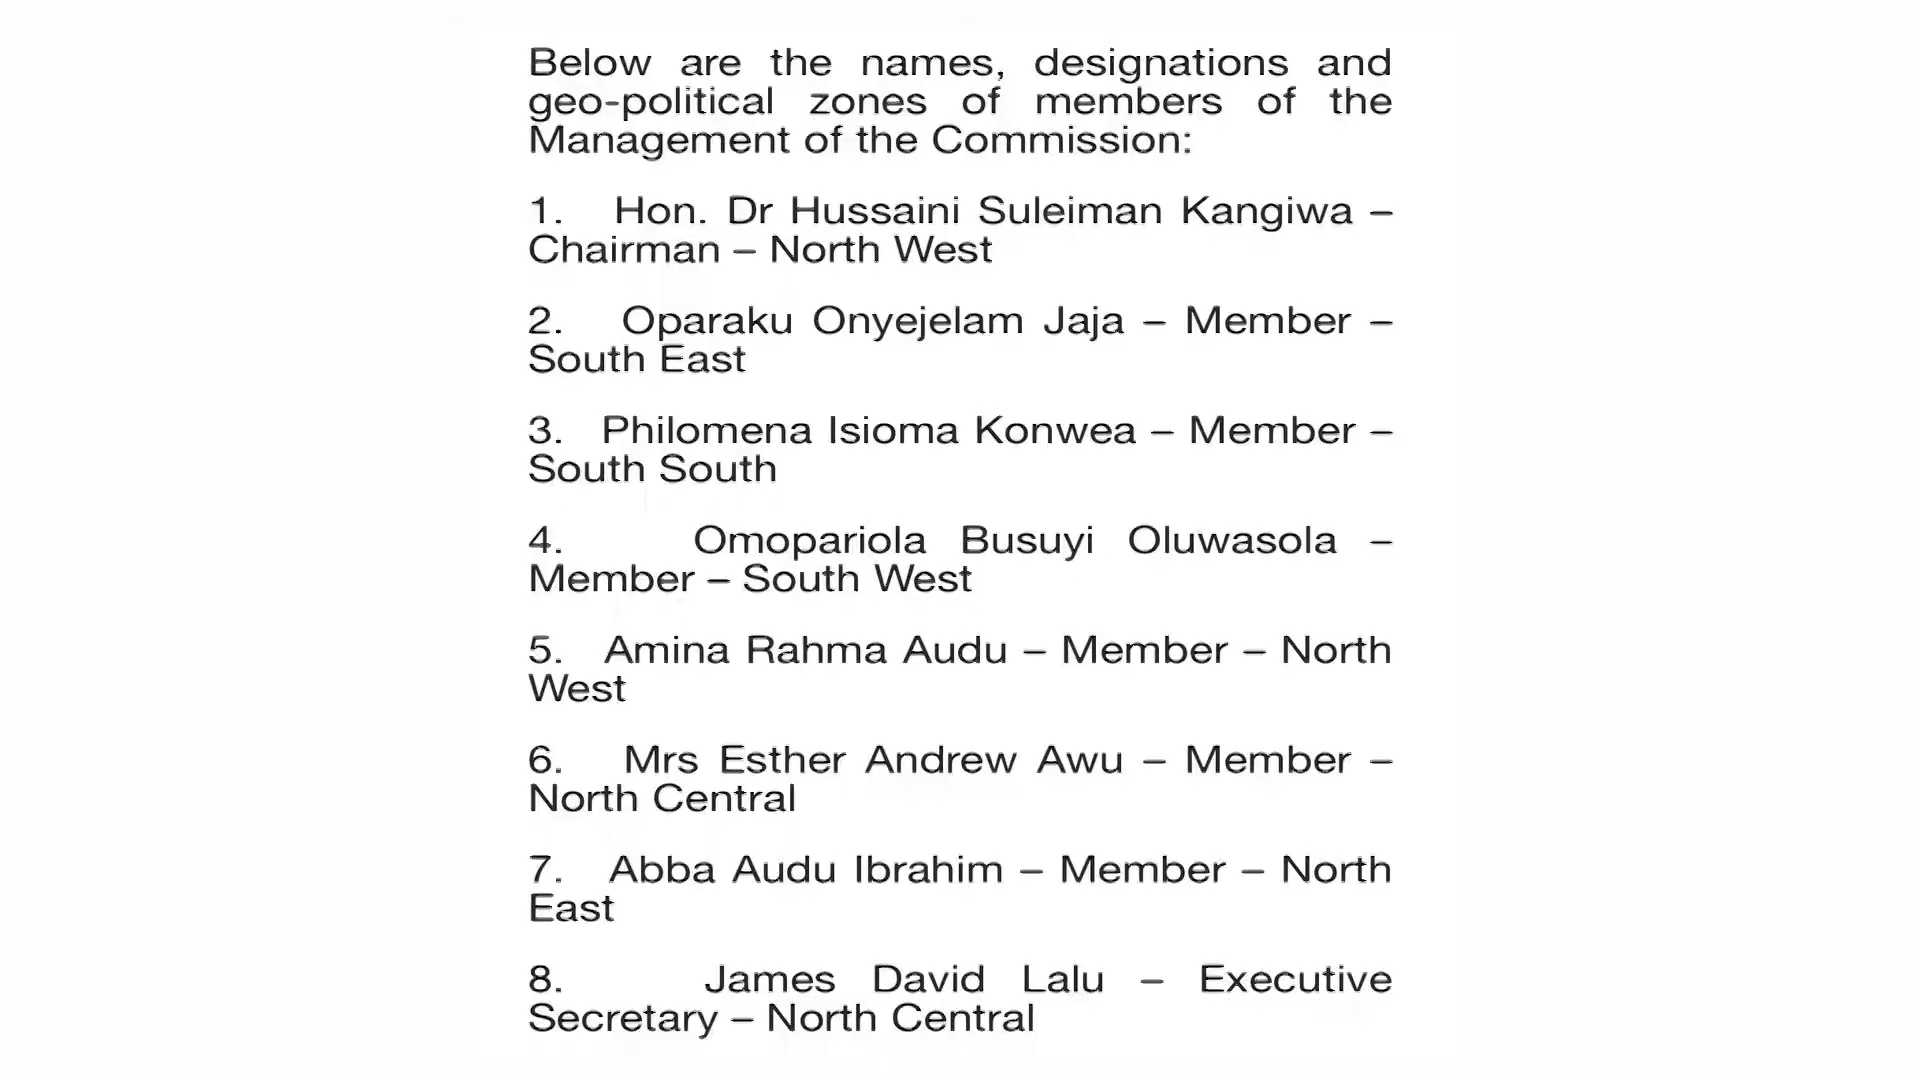 Below are the names, designations and
geo-political zones of members of the
Management of the Commission:
1. Hon. Dr Hussaini Suleiman Kangiwa –
Chairman – North West
2. Oparaku Onyejelam Jaja – Member –
South East
3. Philomena Isioma Konwea – Member –
South South
4. Omopariola Busuyi Oluwasola –
Member – South West
5. Amina Rahma Audu – Member – North
West
6. Mrs Esther Andrew Awu – Member –
North Central
7. Abba Audu Ibrahim – Member – North
East
8. James David Lalu – Executive
Secretary – North Central